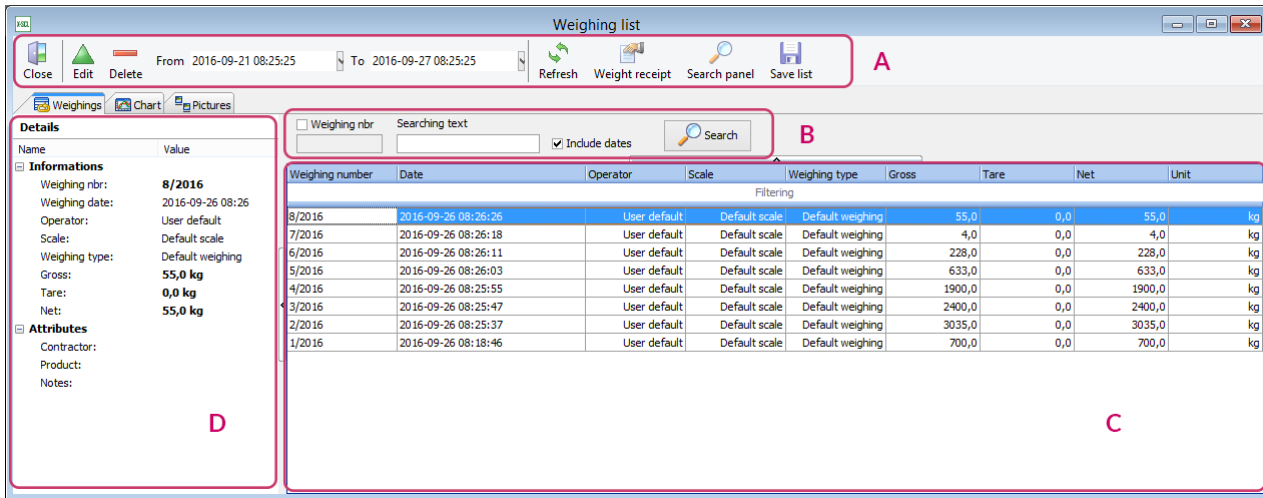 X-SCL Weighing list
Close Edit Delete From 2016-09-21 08:25:25 To 2016-09-27 08:25:25 Refresh Weight receipt Search panel Save list A
Weighings Chart Pictures
Details
Name Value
Informations
Weighing nbr: 8/2016
Weighing date: 2016-09-26 08:26
Operator: User default
Scale: Default scale
Weighing type: Default weighing
Gross: 55,0 kg
Tare: 0,0 kg
Net: 55,0 kg
Attributes
Contractor:
Product:
Notes:
D
Weighing nbr Searching text
Include dates Search B
Weighing number Date Operator Scale Weighing type Gross Tare Net Unit
Filtering
8/2016 2016-09-26 08:26:26 User default Default scale Default weighing 55,0 0,0 55,0 kg
7/2016 2016-09-26 08:26:18 User default Default scale Default weighing 4,0 0,0 4,0 kg
6/2016 2016-09-26 08:26:11 User default Default scale Default weighing 228,0 0,0 228,0 kg
5/2016 2016-09-26 08:26:03 User default Default scale Default weighing 633,0 0,0 633,0 kg
4/2016 2016-09-26 08:25:55 User default Default scale Default weighing 1900,0 0,0 1900,0 kg
3/2016 2016-09-26 08:25:47 User default Default scale Default weighing 2400,0 0,0 2400,0 kg
2/2016 2016-09-26 08:25:37 User default Default scale Default weighing 3035,0 0,0 3035,0 kg
1/2016 2016-09-26 08:18:46 User default Default scale Default weighing 700,0 0,0 700,0 kg
C